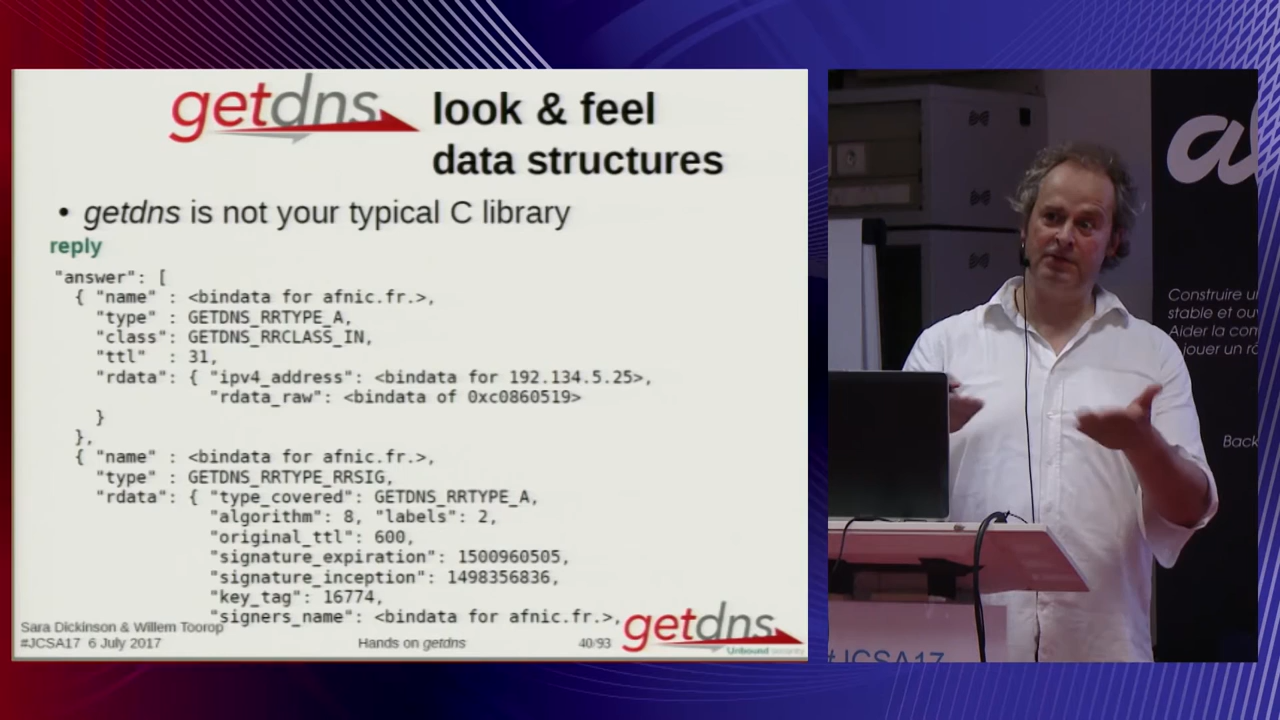 getdns look & feel
data structures
• getdns is not your typical C library
reply
"answer": [
{ "name" : <bindata for afnic.fr.>,
"type" : GETDNS_RRTYPE_A,
"class": GETDNS_RRCLASS_IN,
"ttl" : 31,
"rdata": { "ipv4_address": <bindata for 192.134.5.25>,
"rdata_raw": <bindata of 0xc0860519>
}
},
{ "name" : <bindata for afnic.fr.>,
"type" : GETDNS_RRTYPE_RRSIG,
"rdata": { "type_covered": GETDNS_RRTYPE_A,
"algorithm": 8, "labels": 2,
"original_ttl": 600,
"signature_expiration": 1500960505,
"signature_inception": 1498356836,
"key_tag": 16774,
"signers_name": <bindata for afnic.fr.>,
Sara Dickinson & Willem Toorop
#JCSA17 6 July 2017
Hands on getdns
40/93
getdns
Unbound security
Construire
stable et
Aider la
jouer un
Back
#JCSA17